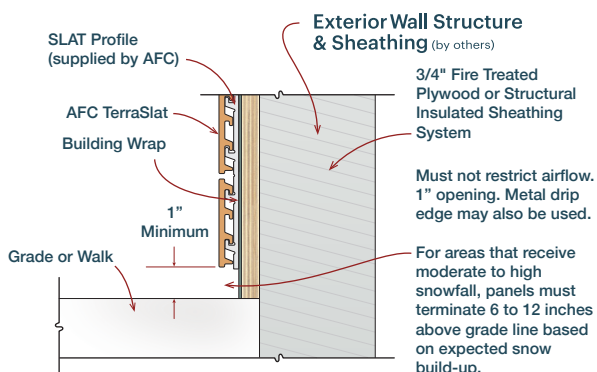 SLAT Profile
(supplied by AFC)
AFC TerraSlat
Building Wrap
1”
Minimum
Grade or Walk
Exterior Wall Structure
& Sheathing (by others)
3/4" Fire Treated
Plywood or Structural
Insulated Sheathing
System
Must not restrict airflow.
1” opening. Metal drip
edge may also be used.
For areas that receive
moderate to high
snowfall, panels must
terminate 6 to 12 inches
above grade line based
on expected snow
build-up.